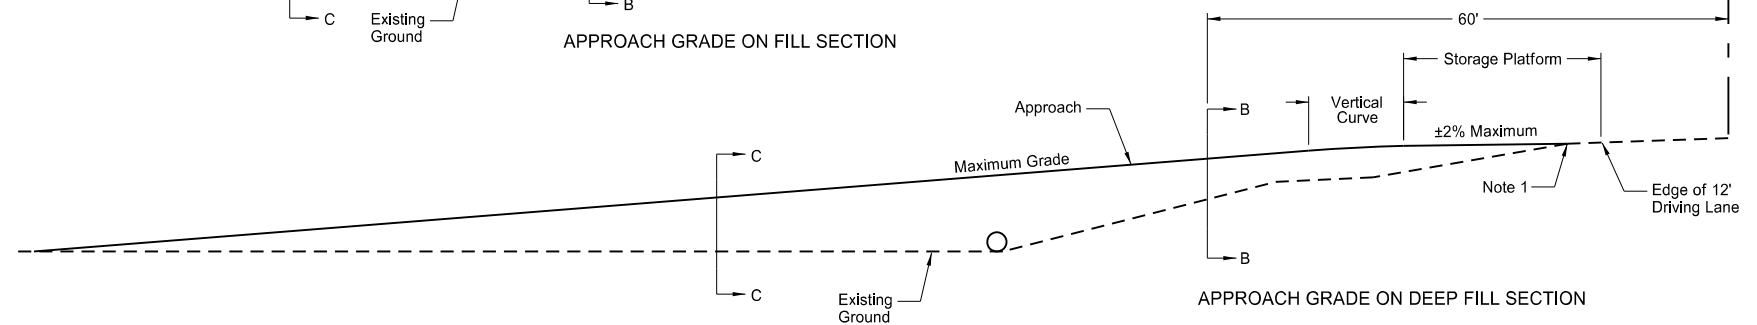 C
Existing
Ground
B
APPROACH GRADE ON FILL SECTION
60'
Storage Platform
Vertical
Curve
Approach
B
±2% Maximum
C
Maximum Grade
Note 1
Edge of 12'
Driving Lane
B
C
Existing
Ground
APPROACH GRADE ON DEEP FILL SECTION